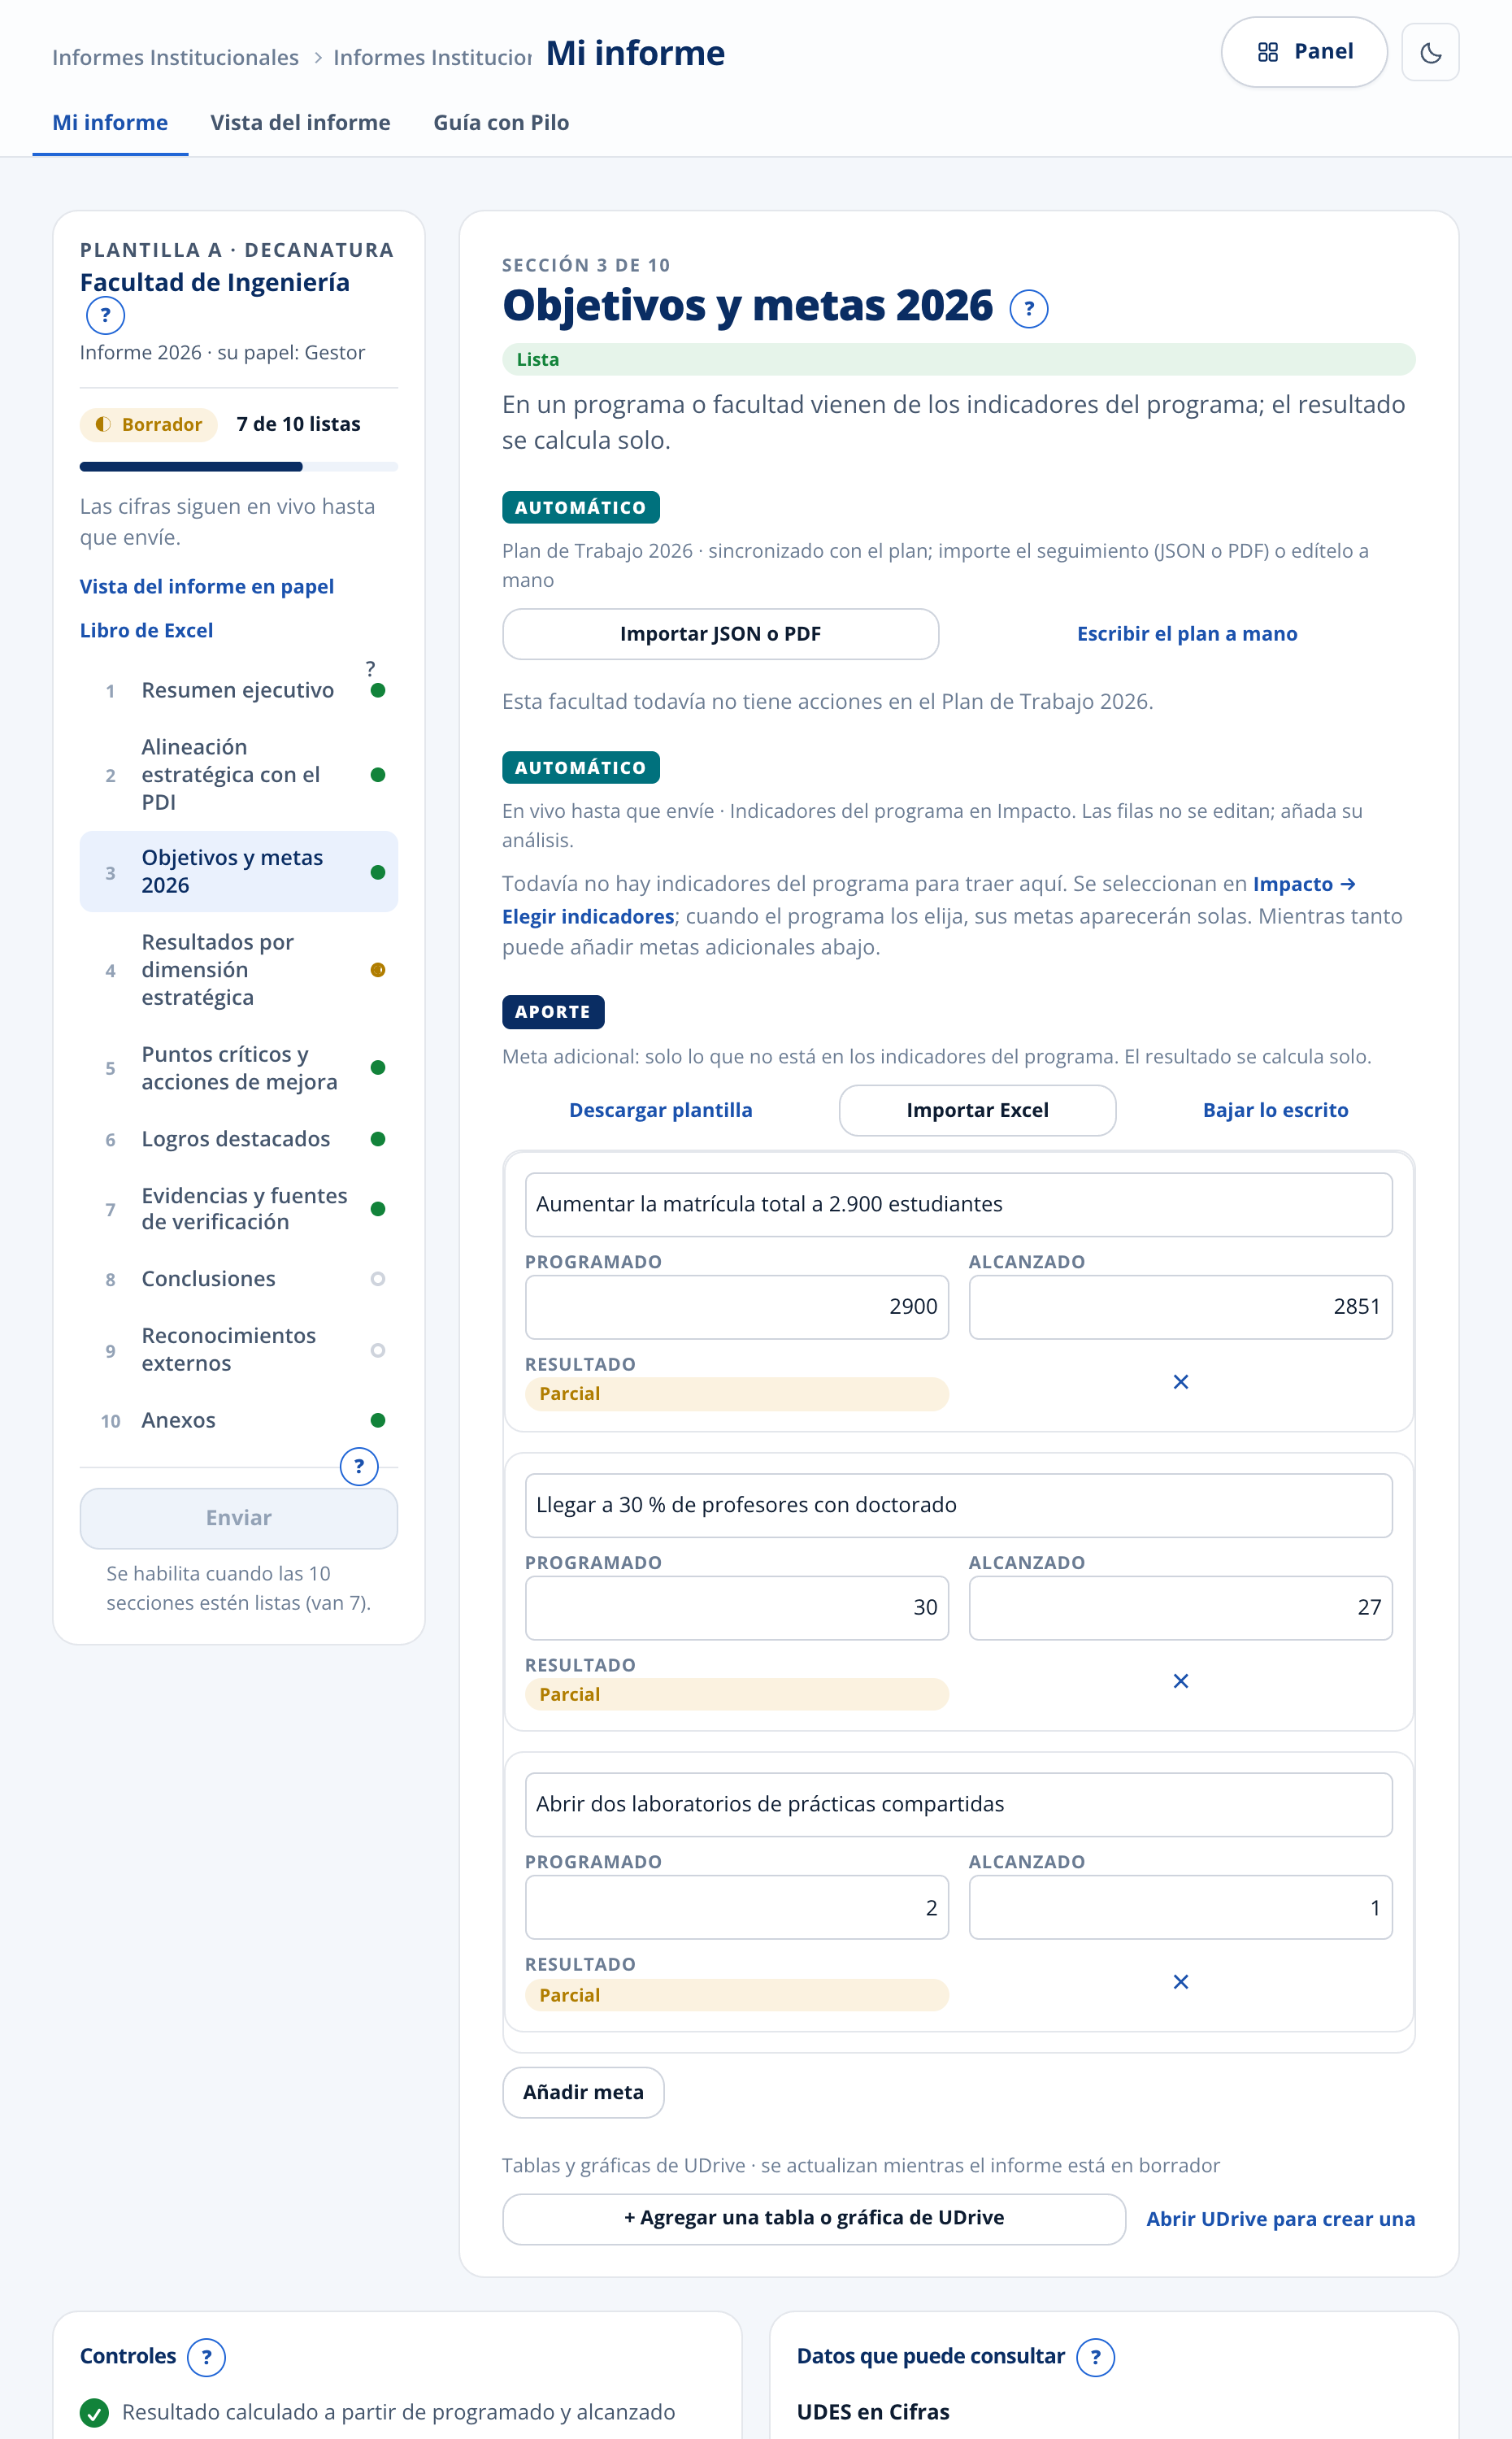 Informes Institucionales > Informes Institucior Mi informe
Panel
Mi informe
Vista del informe
Guía con Pilo
PLANTILLA A · DECANATURA
Facultad de Ingeniería
?
Informe 2026 · su papel: Gestor
Borrador
7 de 10 listas
Las cifras siguen en vivo hasta
que envíe.
Vista del informe en papel
Libro de Excel
?
1 Resumen ejecutivo
2 Alineación
estratégica con el
PDI
3 Objetivos y metas
2026
4 Resultados por
dimensión
estratégica
5 Puntos críticos y
acciones de mejora
6 Logros destacados
7 Evidencias y fuentes
de verificación
8 Conclusiones
9 Reconocimientos
externos
10 Anexos
?
Enviar
Se habilita cuando las 10
secciones estén listas (van 7).
SECCIÓN 3 DE 10
Objetivos y metas 2026 ?
Lista
En un programa o facultad vienen de los indicadores del programa; el resultado
se calcula solo.
AUTOMÁTICO
Plan de Trabajo 2026 · sincronizado con el plan; importe el seguimiento (JSON o PDF) o edítelo a
mano
Importar JSON o PDF
Escribir el plan a mano
Esta facultad todavía no tiene acciones en el Plan de Trabajo 2026.
AUTOMÁTICO
En vivo hasta que envíe · Indicadores del programa en Impacto. Las filas no se editan; añada su
análisis.
Todavía no hay indicadores del programa para traer aquí. Se seleccionan en Impacto →
Elegir indicadores; cuando el programa los elija, sus metas aparecerán solas. Mientras tanto
puede añadir metas adicionales abajo.
APORTE
Meta adicional: solo lo que no está en los indicadores del programa. El resultado se calcula solo.
Descargar plantilla
Importar Excel
Bajar lo escrito
Aumentar la matrícula total a 2.900 estudiantes
PROGRAMADO
ALCANZADO
2900
2851
RESULTADO
Parcial
×
Llegar a 30 % de profesores con doctorado
PROGRAMADO
ALCANZADO
30
27
RESULTADO
Parcial
×
Abrir dos laboratorios de prácticas compartidas
PROGRAMADO
ALCANZADO
2
1
RESULTADO
Parcial
×
Añadir meta
Tablas y gráficas de UDrive · se actualizan mientras el informe está en borrador
+ Agregar una tabla o gráfica de UDrive
Abrir UDrive para crear una
Controles ?
Resultado calculado a partir de programado y alcanzado
Datos que puede consultar ?
UDES en Cifras